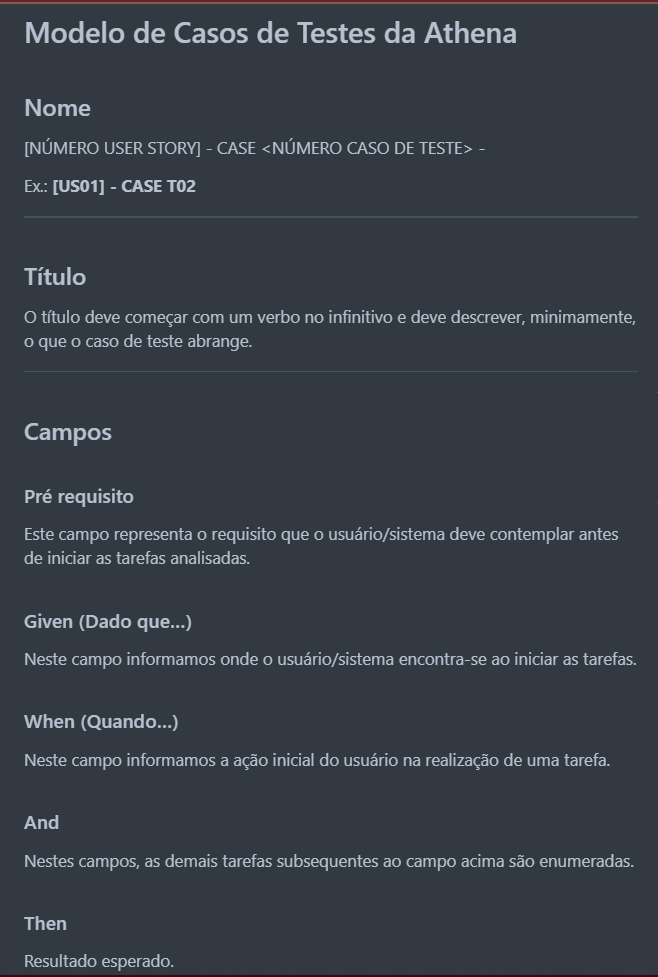 Modelo de Casos de Testes da Athena
Nome
[NÚMERO USER STORY] - CASE <NÚMERO CASO DE TESTE> -
Ex.: [US01] - CASE T02
Título
O título deve começar com um verbo no infinitivo e deve descrever, minimamente,
o que o caso de teste abrange.
Campos
Pré requisito
Este campo representa o requisito que o usuário/sistema deve contemplar antes
de iniciar as tarefas analisadas.
Given (Dado que...)
Neste campo informamos onde o usuário/sistema encontra-se ao iniciar as tarefas.
When (Quando...)
Neste campo informamos a ação inicial do usuário na realização de uma tarefa.
And
Nestes campos, as demais tarefas subsequentes ao campo acima são enumeradas.
Then
Resultado esperado.